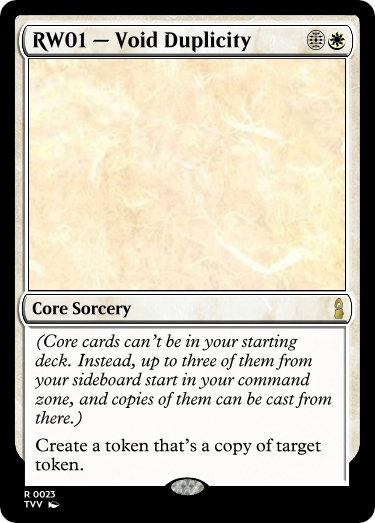 RW01 — Void Duplicity
Core Sorcery
(Core cards can't be in your starting
deck. Instead, up to three of them from
your sideboard start in your command
zone, and copies of them can be cast from
there.)
Create a token that's a copy of target
token.
R 0023
TVV